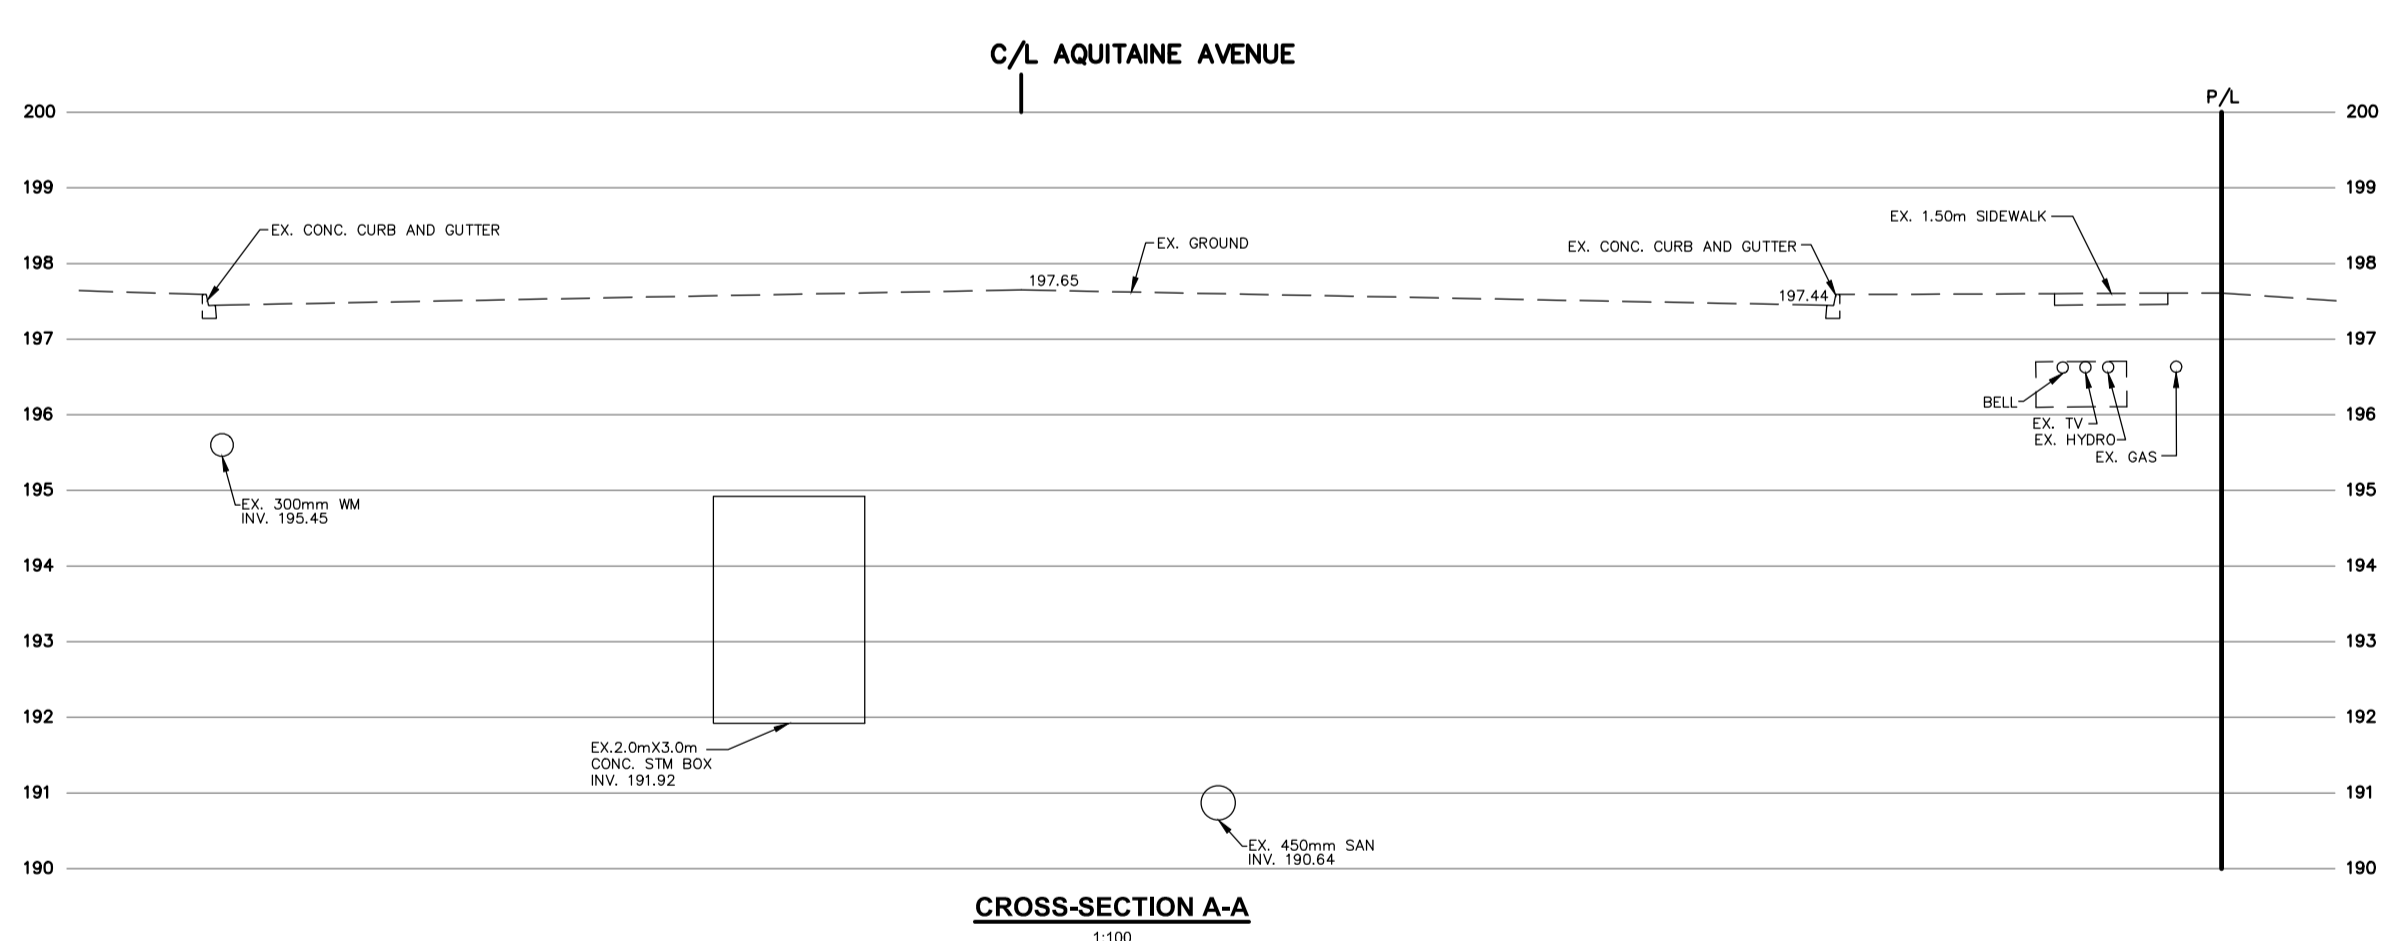 C/L AQUITAINE AVENUE
P/L
200 200
199 199
EX. 1.50m SIDEWALK
EX. CONC. CURB AND GUTTER
EX. GROUND
EX. CONC. CURB AND GUTTER
198 198
197.65
197.44
197 197
BELL
196 196
EX. TV
EX. HYDRO
EX. GAS
195 195
EX. 300mm WM
INV. 195.45
194 194
193 193
192 192
EX.2.0mX3.0m
CONC. STM BOX
INV. 191.92
191 191
EX. 450mm SAN
INV. 190.64
190 190
CROSS-SECTION A-A
1:100